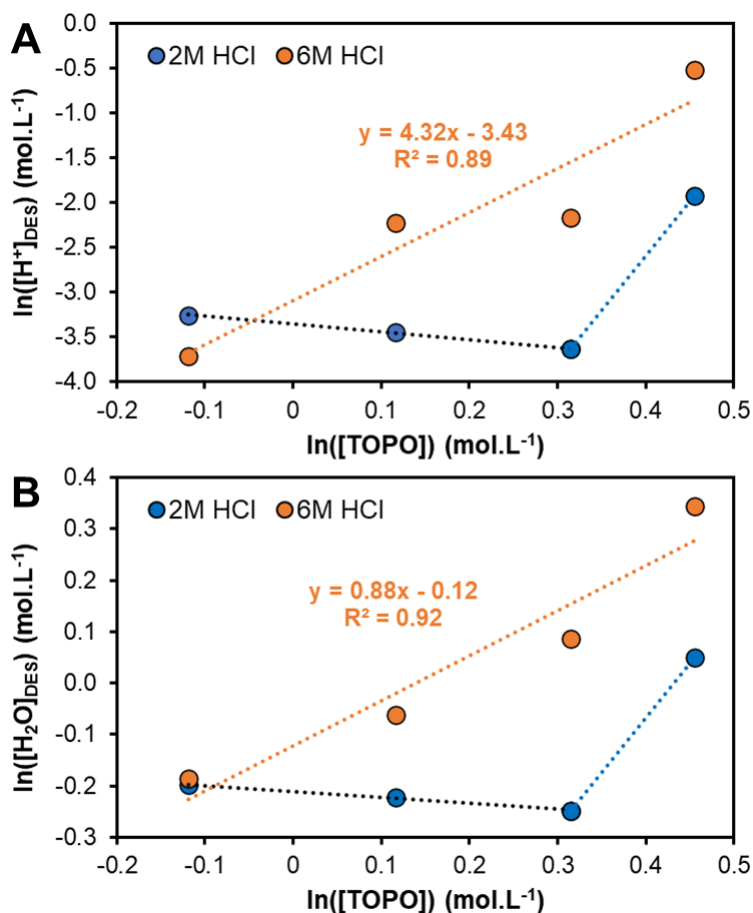 A
0.0
2M HCl 6M HCl
-0.5
-1.0
y = 4.32x - 3.43
R² = 0.89
-1.5
-2.0
-2.5
-3.0
-3.5
-4.0
ln([H⁺]DES) (mol.L⁻¹)
-0.2 -0.1 0 0.1 0.2 0.3 0.4 0.5
ln([TOPO]) (mol.L⁻¹)
B
0.4
2M HCl 6M HCl
0.3
0.2
y = 0.88x - 0.12
R² = 0.92
0.1
0.0
-0.1
-0.2
-0.3
ln([H₂O]DES) (mol.L⁻¹)
-0.2 -0.1 0 0.1 0.2 0.3 0.4 0.5
ln([TOPO]) (mol.L⁻¹)